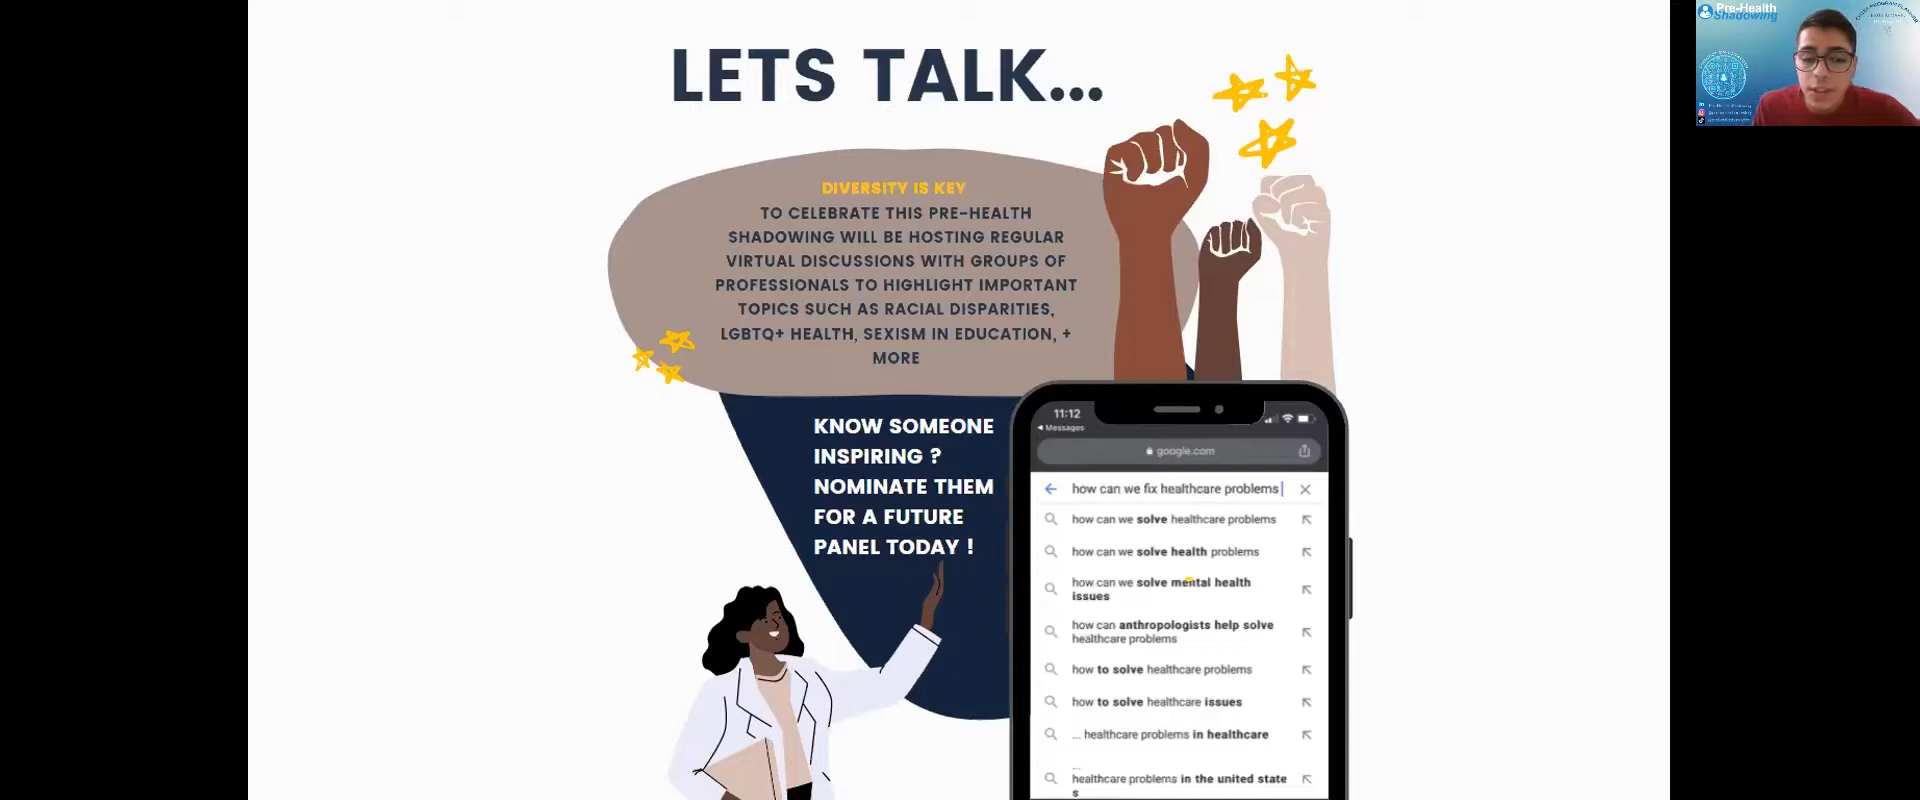 LETS TALK...
DIVERSITY IS KEY
TO CELEBRATE THIS PRE-HEALTH
SHADOWING WILL BE HOSTING REGULAR
VIRTUAL DISCUSSIONS WITH GROUPS OF
PROFESSIONALS TO HIGHLIGHT IMPORTANT
TOPICS SUCH AS RACIAL DISPARITIES,
LGBTQ+ HEALTH, SEXISM IN EDUCATION, +
MORE
KNOW SOMEONE
INSPIRING ?
NOMINATE THEM
FOR A FUTURE
PANEL TODAY !
11:12
Messages
google.com
how can we fix healthcare problems
how can we solve healthcare problems
how can we solve health problems
how can we solve mental health
issues
how can anthropologists help solve
healthcare problems
how to solve healthcare problems
how to solve healthcare issues
... healthcare problems in healthcare
...
healthcare problems in the united state
s
Pre-Health
Shadowing